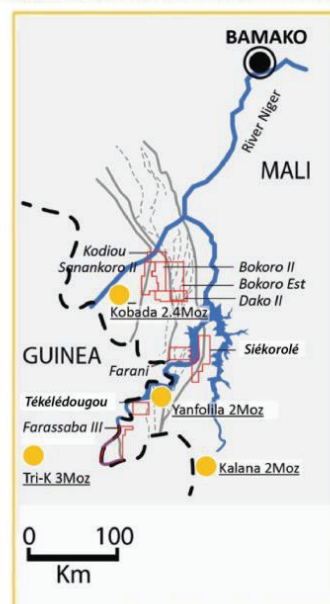 BAMAKO
River Niger
MALI
Kodiou
Sanankoro II
Bokoro II
Bokoro Est
Dako II
Kobada 2.4Moz
GUINEA
Siékorolé
Farani
Tékélédougou
Yanfolila 2Moz
Farassaba III
Tri-K 3Moz
Kalana 2Moz
0 100
Km